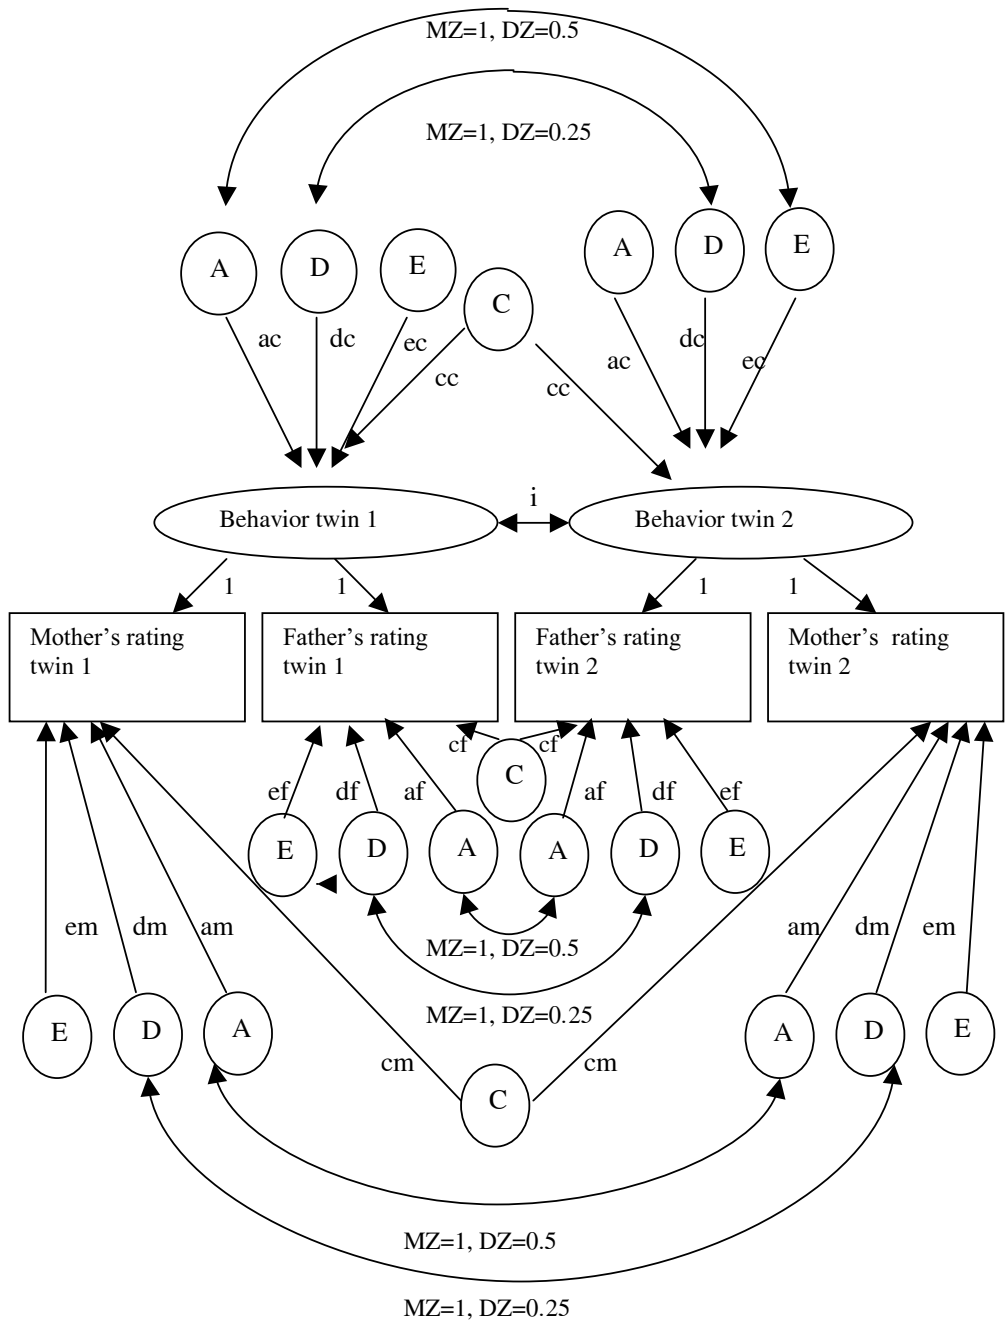 MZ=1, DZ=0.5
MZ=1, DZ=0.25
A D E C A D E
ac dc ec cc cc ac dc ec
i
Behavior twin 1
Behavior twin 2
1 1 1 1
Mother's rating
twin 1
Father's rating
twin 1
Father's rating
twin 2
Mother's rating
twin 2
cf cf
C
ef df af af df ef
E D A A D E
em dm am am dm em
MZ=1, DZ=0.5
MZ=1, DZ=0.25
E D A A D E
cm cm
C
MZ=1, DZ=0.5
MZ=1, DZ=0.25